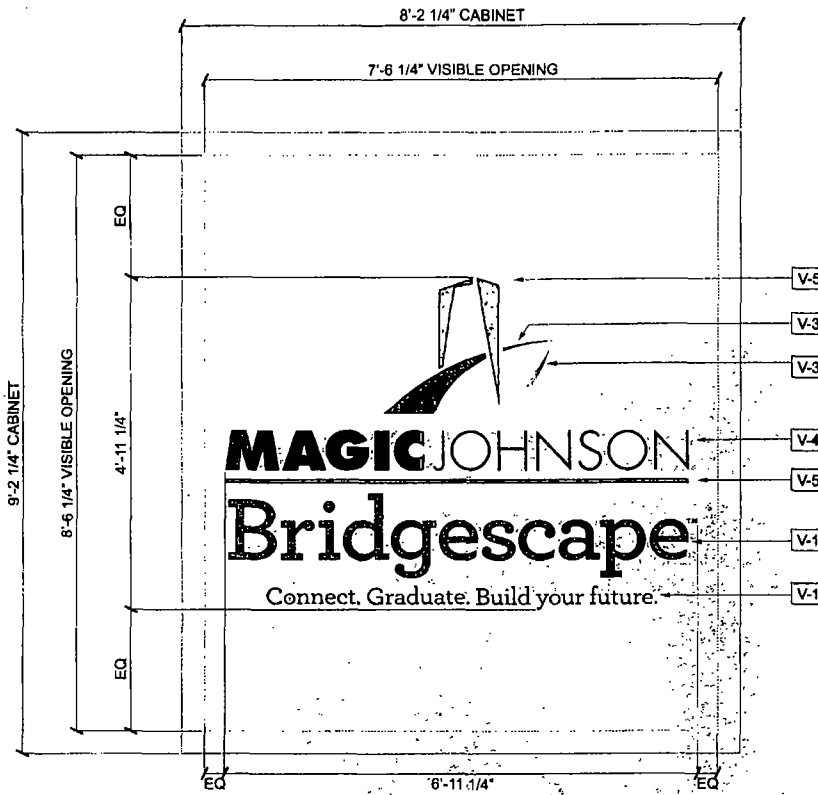 8'-2 1/4" CABINET
7'-6 1/4" VISIBLE OPENING
EQ
V-5
V-3
V-3
9'-2 1/4" CABINET
8'-6 1/4" VISIBLE OPENING
4'-11 1/4"
MAGICJOHNSON
V-4
V-5
Bridgescape™
V-1
Connect. Graduate. Build your future.
V-1
EQ
EQ
6'-11 1/4"
EQ